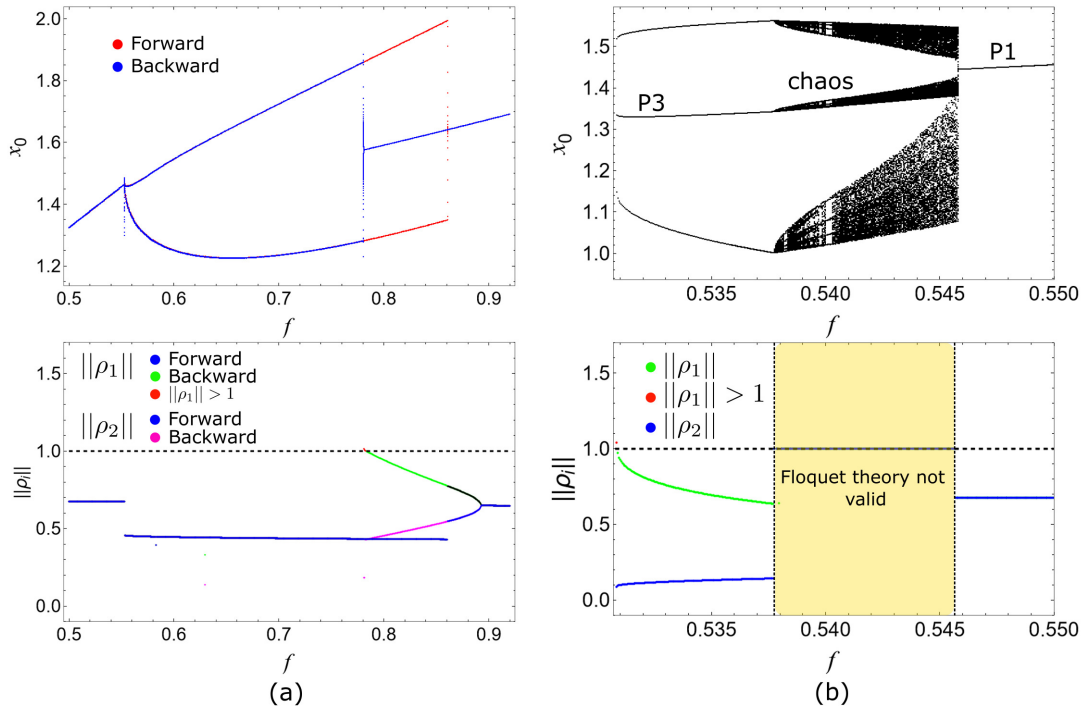 2.0
1.8
1.6
1.4
1.2
x₀
Forward
Backward
0.5 0.6 0.7 0.8 0.9
f
1.5
1.4
1.3
1.2
1.1
1.0
x₀
P3
chaos
P1
0.535 0.540 0.545 0.550
f
1.5
1.0
0.5
0.0
||ρᵢ||
||ρ₁||
Forward
Backward
||ρ₁|| > 1
||ρ₂||
Forward
Backward
0.5 0.6 0.7 0.8 0.9
f
(a)
1.5
1.0
0.5
0.0
||ρᵢ||
||ρ₁||
||ρ₁|| > 1
||ρ₂||
Floquet theory not
valid
0.535 0.540 0.545 0.550
f
(b)